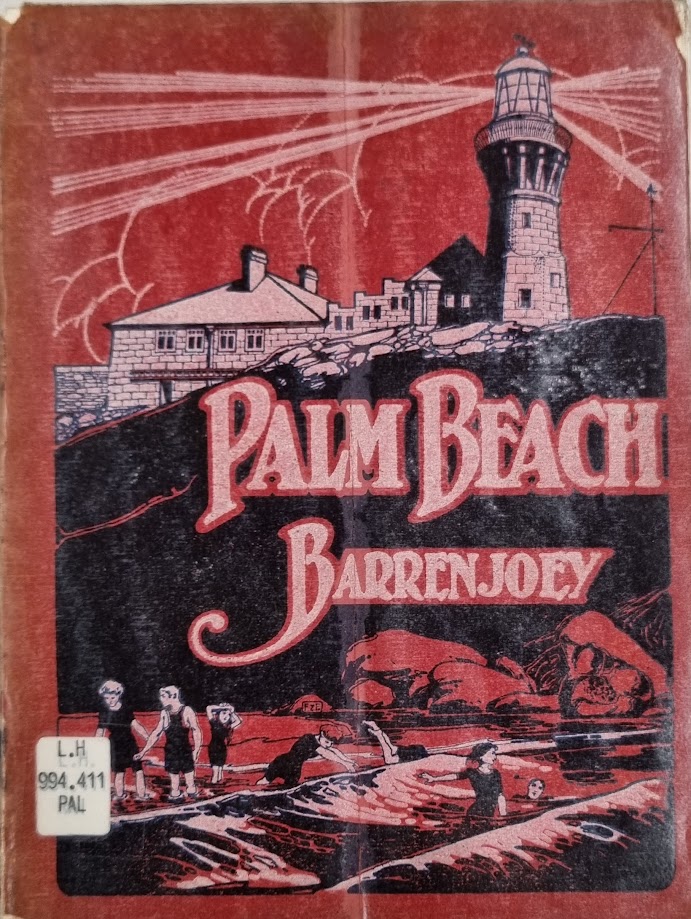 PALM BEACH
BARRENJOEY
L.H
994.411
PAL